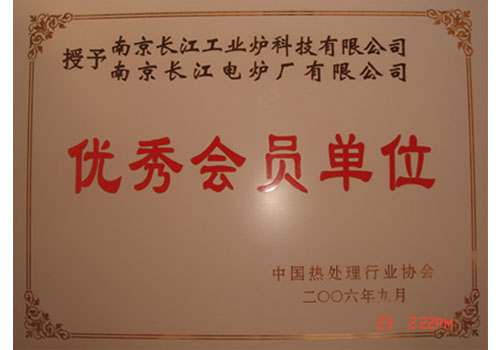 授予 南京长江工业炉科技有限公司
南京长江电炉厂有限公司
优秀会员单位
中国热处理行业协会
二〇〇六年九月
23 2:22PM